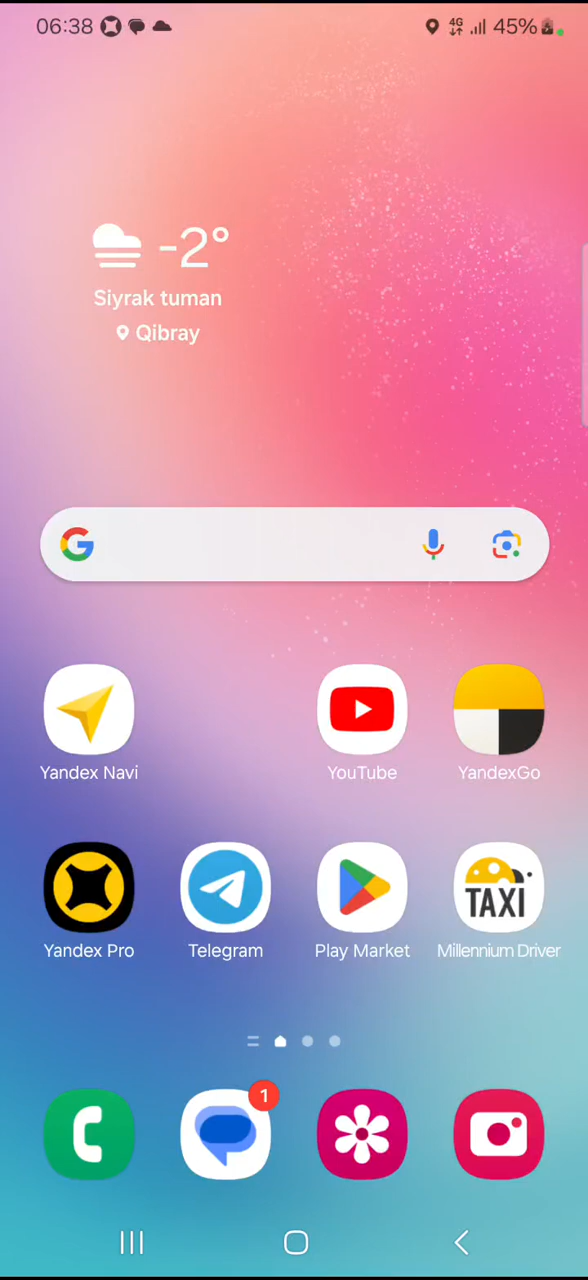 06:38
4G
45%
-2°
Siyrak tuman
Qibray
Yandex Navi
YouTube
YandexGo
TAXI
Yandex Pro
Telegram
Play Market
Millennium Driver
1